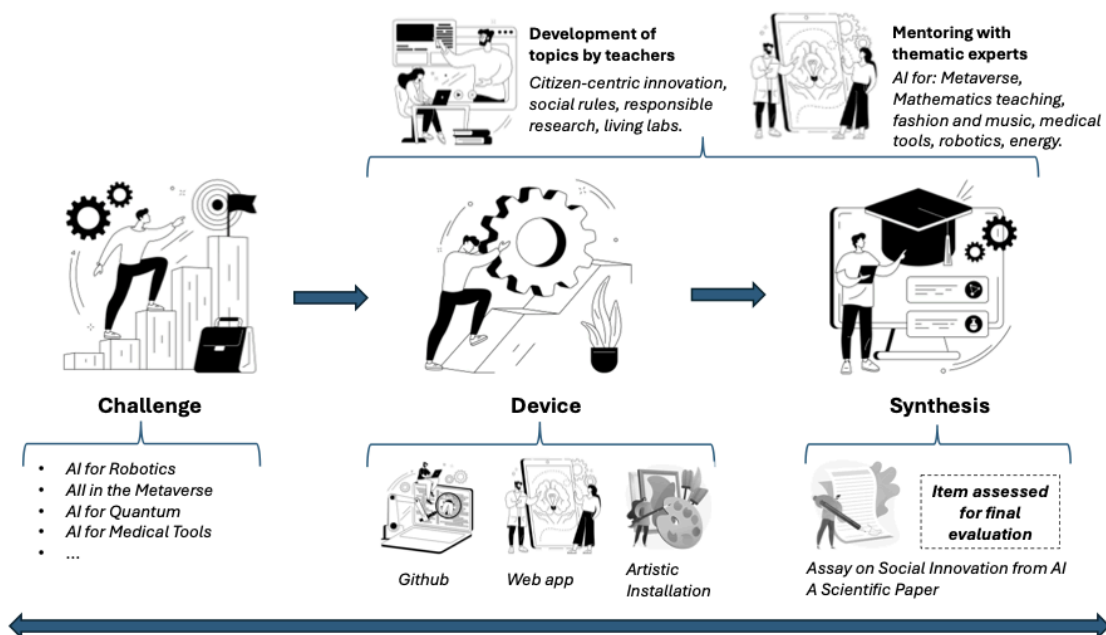 Development of
topics by teachers
Citizen-centric innovation,
social rules, responsible
research, living labs.
Mentoring with
thematic experts
AI for: Metaverse,
Mathematics teaching,
fashion and music, medical
tools, robotics, energy.
Challenge
• AI for Robotics
• AII in the Metaverse
• AI for Quantum
• AI for Medical Tools
• ...
Device
Github
Web app
Artistic
Installation
Synthesis
Item assessed
for final
evaluation
Assay on Social Innovation from AI
A Scientific Paper